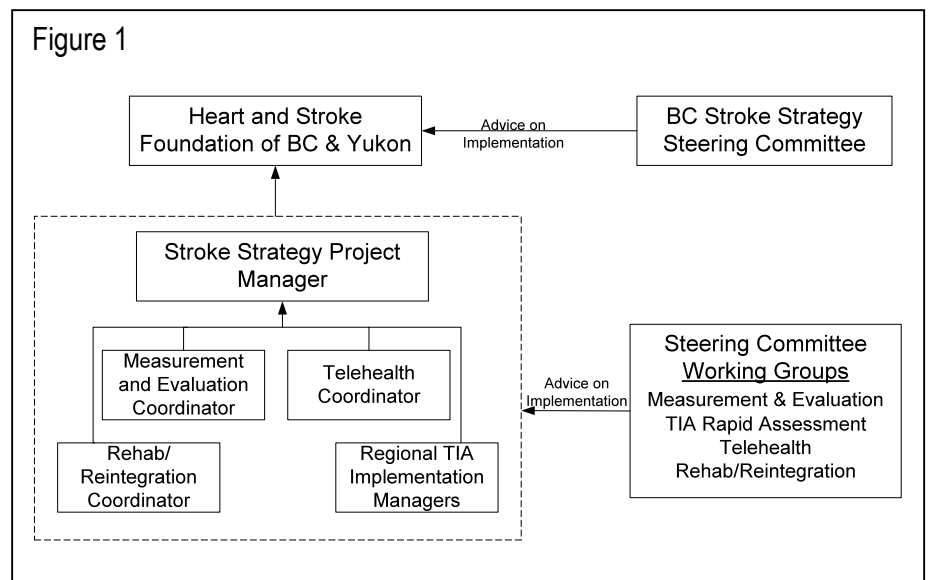 Figure 1
Heart and Stroke
Foundation of BC & Yukon
Advice on
Implementation
BC Stroke Strategy
Steering Committee
Stroke Strategy Project
Manager
Measurement
and Evaluation
Coordinator
Telehealth
Coordinator
Rehab/
Reintegration
Coordinator
Regional TIA
Implementation
Managers
Advice on
Implementation
Steering Committee
Working Groups
Measurement & Evaluation
TIA Rapid Assessment
Telehealth
Rehab/Reintegration